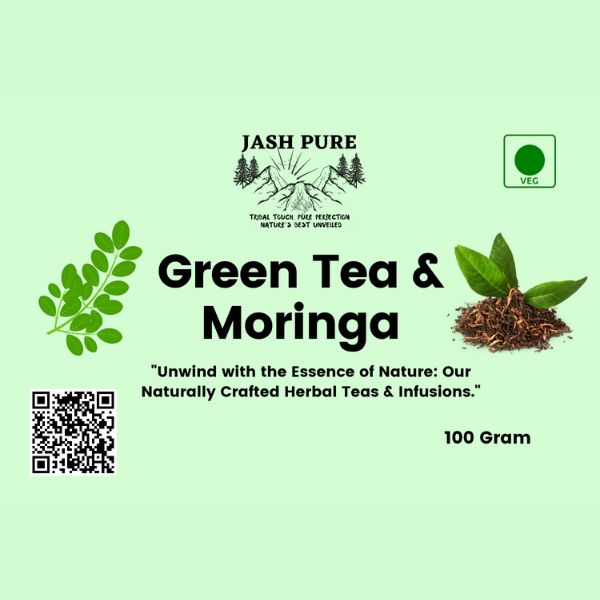 JASH PURE
TRIBAL TOUCH, PURE PERFECTION
NATURE'S BEST UNVEILED
VEG
Green Tea &
Moringa
"Unwind with the Essence of Nature: Our
Naturally Crafted Herbal Teas & Infusions."
100 Gram